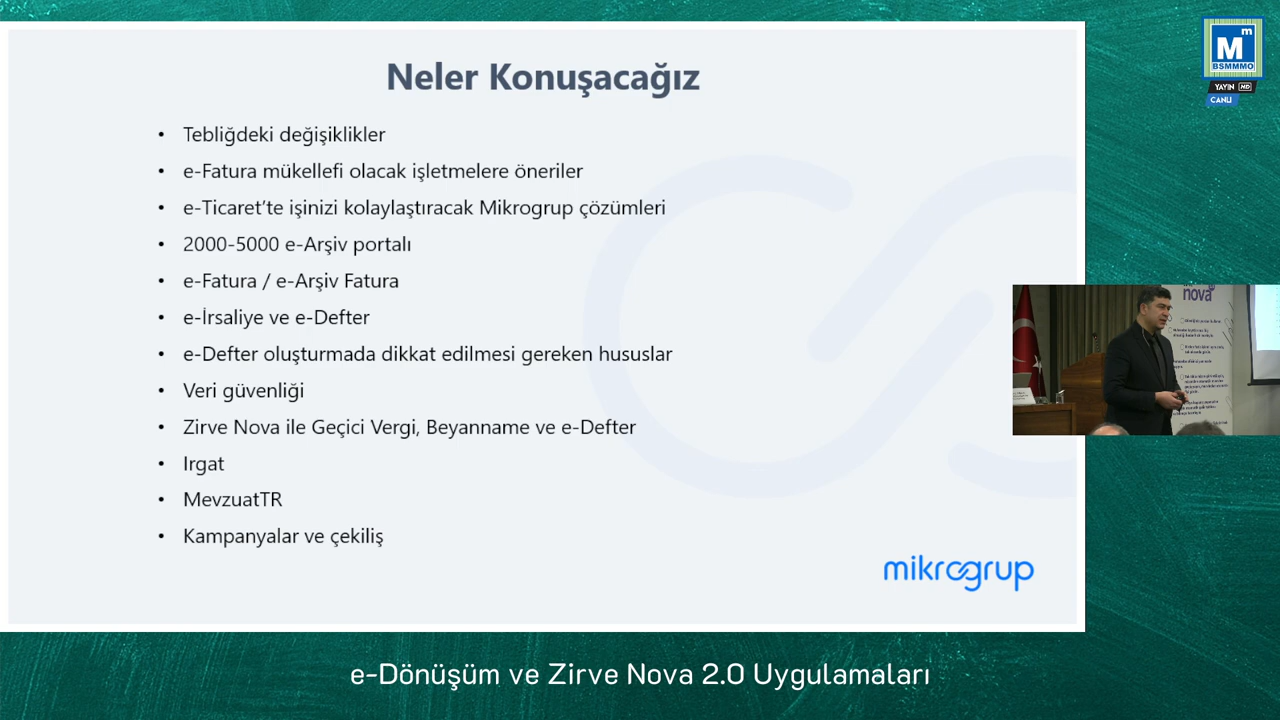 Neler Konuşacağız
• Tebliğdeki değişiklikler
• e-Fatura mükellefi olacak işletmelere öneriler
• e-Ticaret’te işinizi kolaylaştıracak Mikrogrup çözümleri
• 2000-5000 e-Arşiv portalı
• e-Fatura / e-Arşiv Fatura
• e-İrsaliye ve e-Defter
• e-Defter oluşturmada dikkat edilmesi gereken hususlar
• Veri güvenliği
• Zirve Nova ile Geçici Vergi, Beyanname ve e-Defter
• Irgat
• MevzuatTR
• Kampanyalar ve çekiliş
mikrogrup
Mm
BSMMMO
YAYIN HD
CANLI
nova
e-Dönüşüm ve Zirve Nova 2.0 Uygulamaları